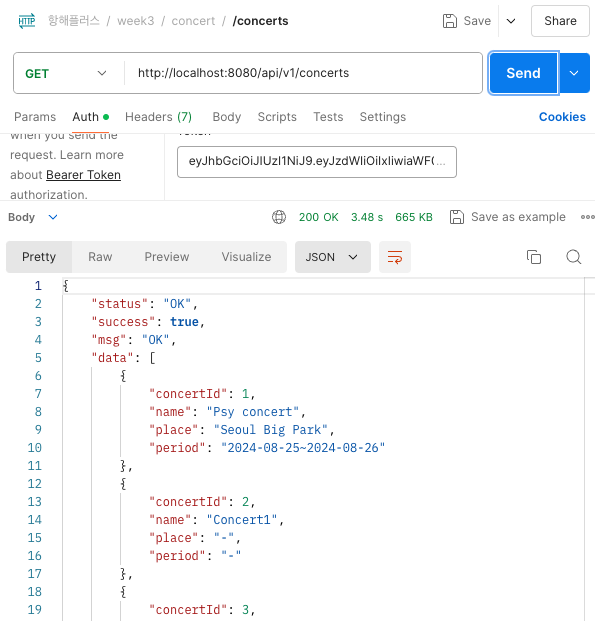 HTTP 항해플러스 / week3 / concert / /concerts Save Share
GET http://localhost:8080/api/v1/concerts Send
Params Auth Headers (7) Body Scripts Tests Settings Cookies
when you send the
request. Learn more
about Bearer Token
authorization.
Token
Body 200 OK 3.48 s 665 KB Save as example
Pretty Raw Preview Visualize JSON
1 {
2 "status": "OK",
3 "success": true,
4 "msg": "OK",
5 "data": [
6 {
7 "concertId": 1,
8 "name": "Psy concert",
9 "place": "Seoul Big Park",
10 "period": "2024-08-25~2024-08-26"
11 },
12 {
13 "concertId": 2,
14 "name": "Concert1",
15 "place": "-",
16 "period": "-"
17 },
18 {
19 "concertId": 3,